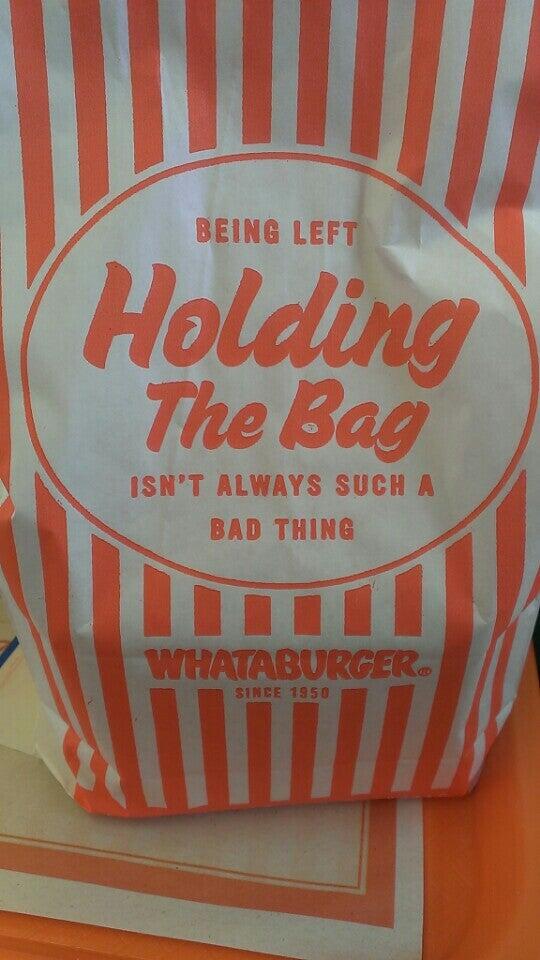 BEING LEFT
Holding
The Bag
ISN'T ALWAYS SUCH A
BAD THING
WHATABURGER®
SINCE 1950